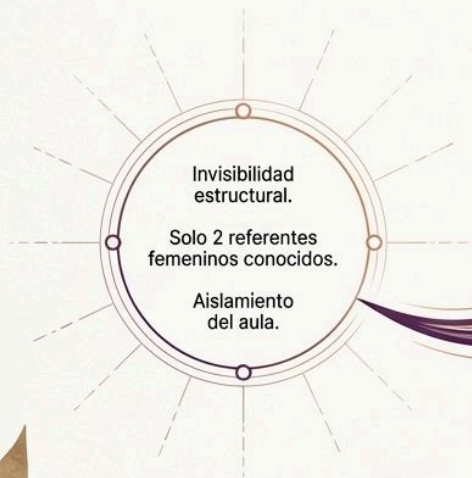 Invisibilidad
estructural.
Solo 2 referentes
femeninos conocidos.
Aislamiento
del aula.